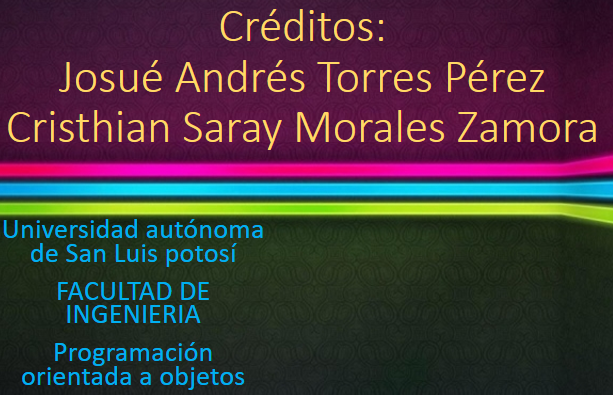 Créditos:
Josué Andrés Torres Pérez
Cristhian Saray Morales Zamora
Universidad autónoma
de San Luis potosí
FACULTAD DE
INGENIERIA
Programación
orientada a objetos